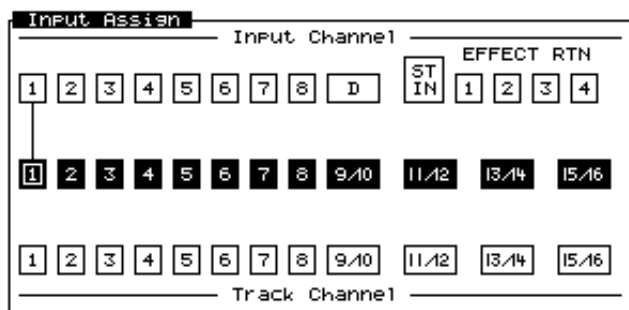 Input Assign
Input Channel
EFFECT RTN
1 2 3 4 5 6 7 8 D ST IN 1 2 3 4
1 2 3 4 5 6 7 8 9/10 11/12 13/14 15/16
1 2 3 4 5 6 7 8 9/10 11/12 13/14 15/16
Track Channel